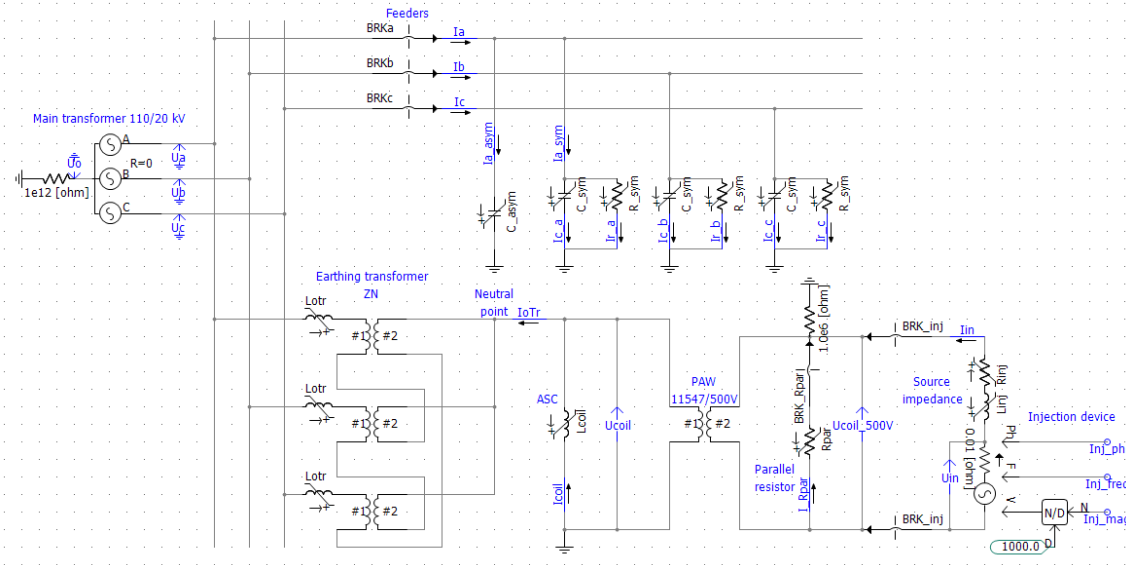 Feeders
BRKa
Ia
BRKb
Ib
BRKc
Ic
Main transformer 110/20 kV
A
Uo
R=0
Ua
B
1e12 [ohm]
Ub
C
Uc
Ia_asym
Ia_sym
C_asym
C_sym
R_sym
C_sym
R_sym
C_sym
R_sym
Ic_a
Ir_a
Ic_b
Ir_b
Ic_c
Ir_c
Earthing transformer
ZN
Neutral
point
IoTr
Lotr
#1
#2
Lotr
#1
#2
Lotr
#1
#2
ASC
Lcoil
Icoil
Ucoil
PAW
11547/500V
#1
#2
1.0e6 [ohm]
BRK_Rpar
Rpar
Parallel
resistor
I_Rpar
Ucoil_500V
BRK_inj
Iin
Source
impedance
Rinj
Linj
Injection device
0.01 [ohm]
Ph
Inj_ph
Uin
F
Inj_freq
V
N/D
N
Inj_mag
BRK_inj
1000.0
D